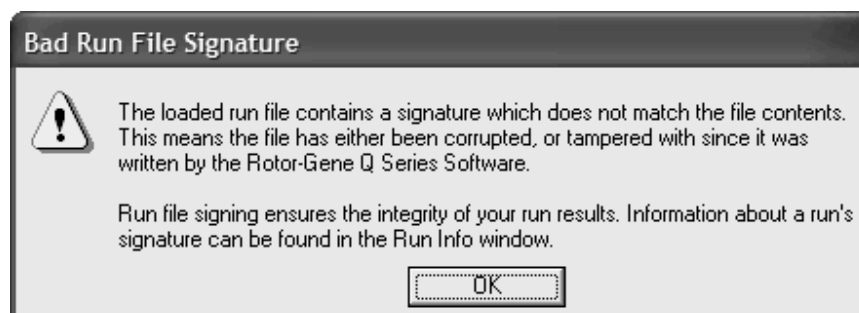 Bad Run File Signature
The loaded run file contains a signature which does not match the file contents.
This means the file has either been corrupted, or tampered with since it was
written by the Rotor-Gene Q Series Software.
Run file signing ensures the integrity of your run results. Information about a run's
signature can be found in the Run Info window.
OK